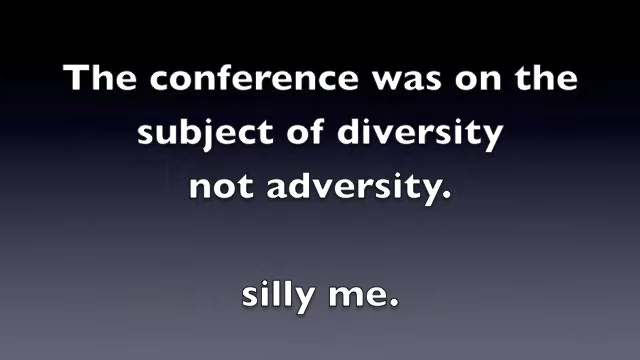 The conference was on the
subject of diversity
not adversity.
silly me.